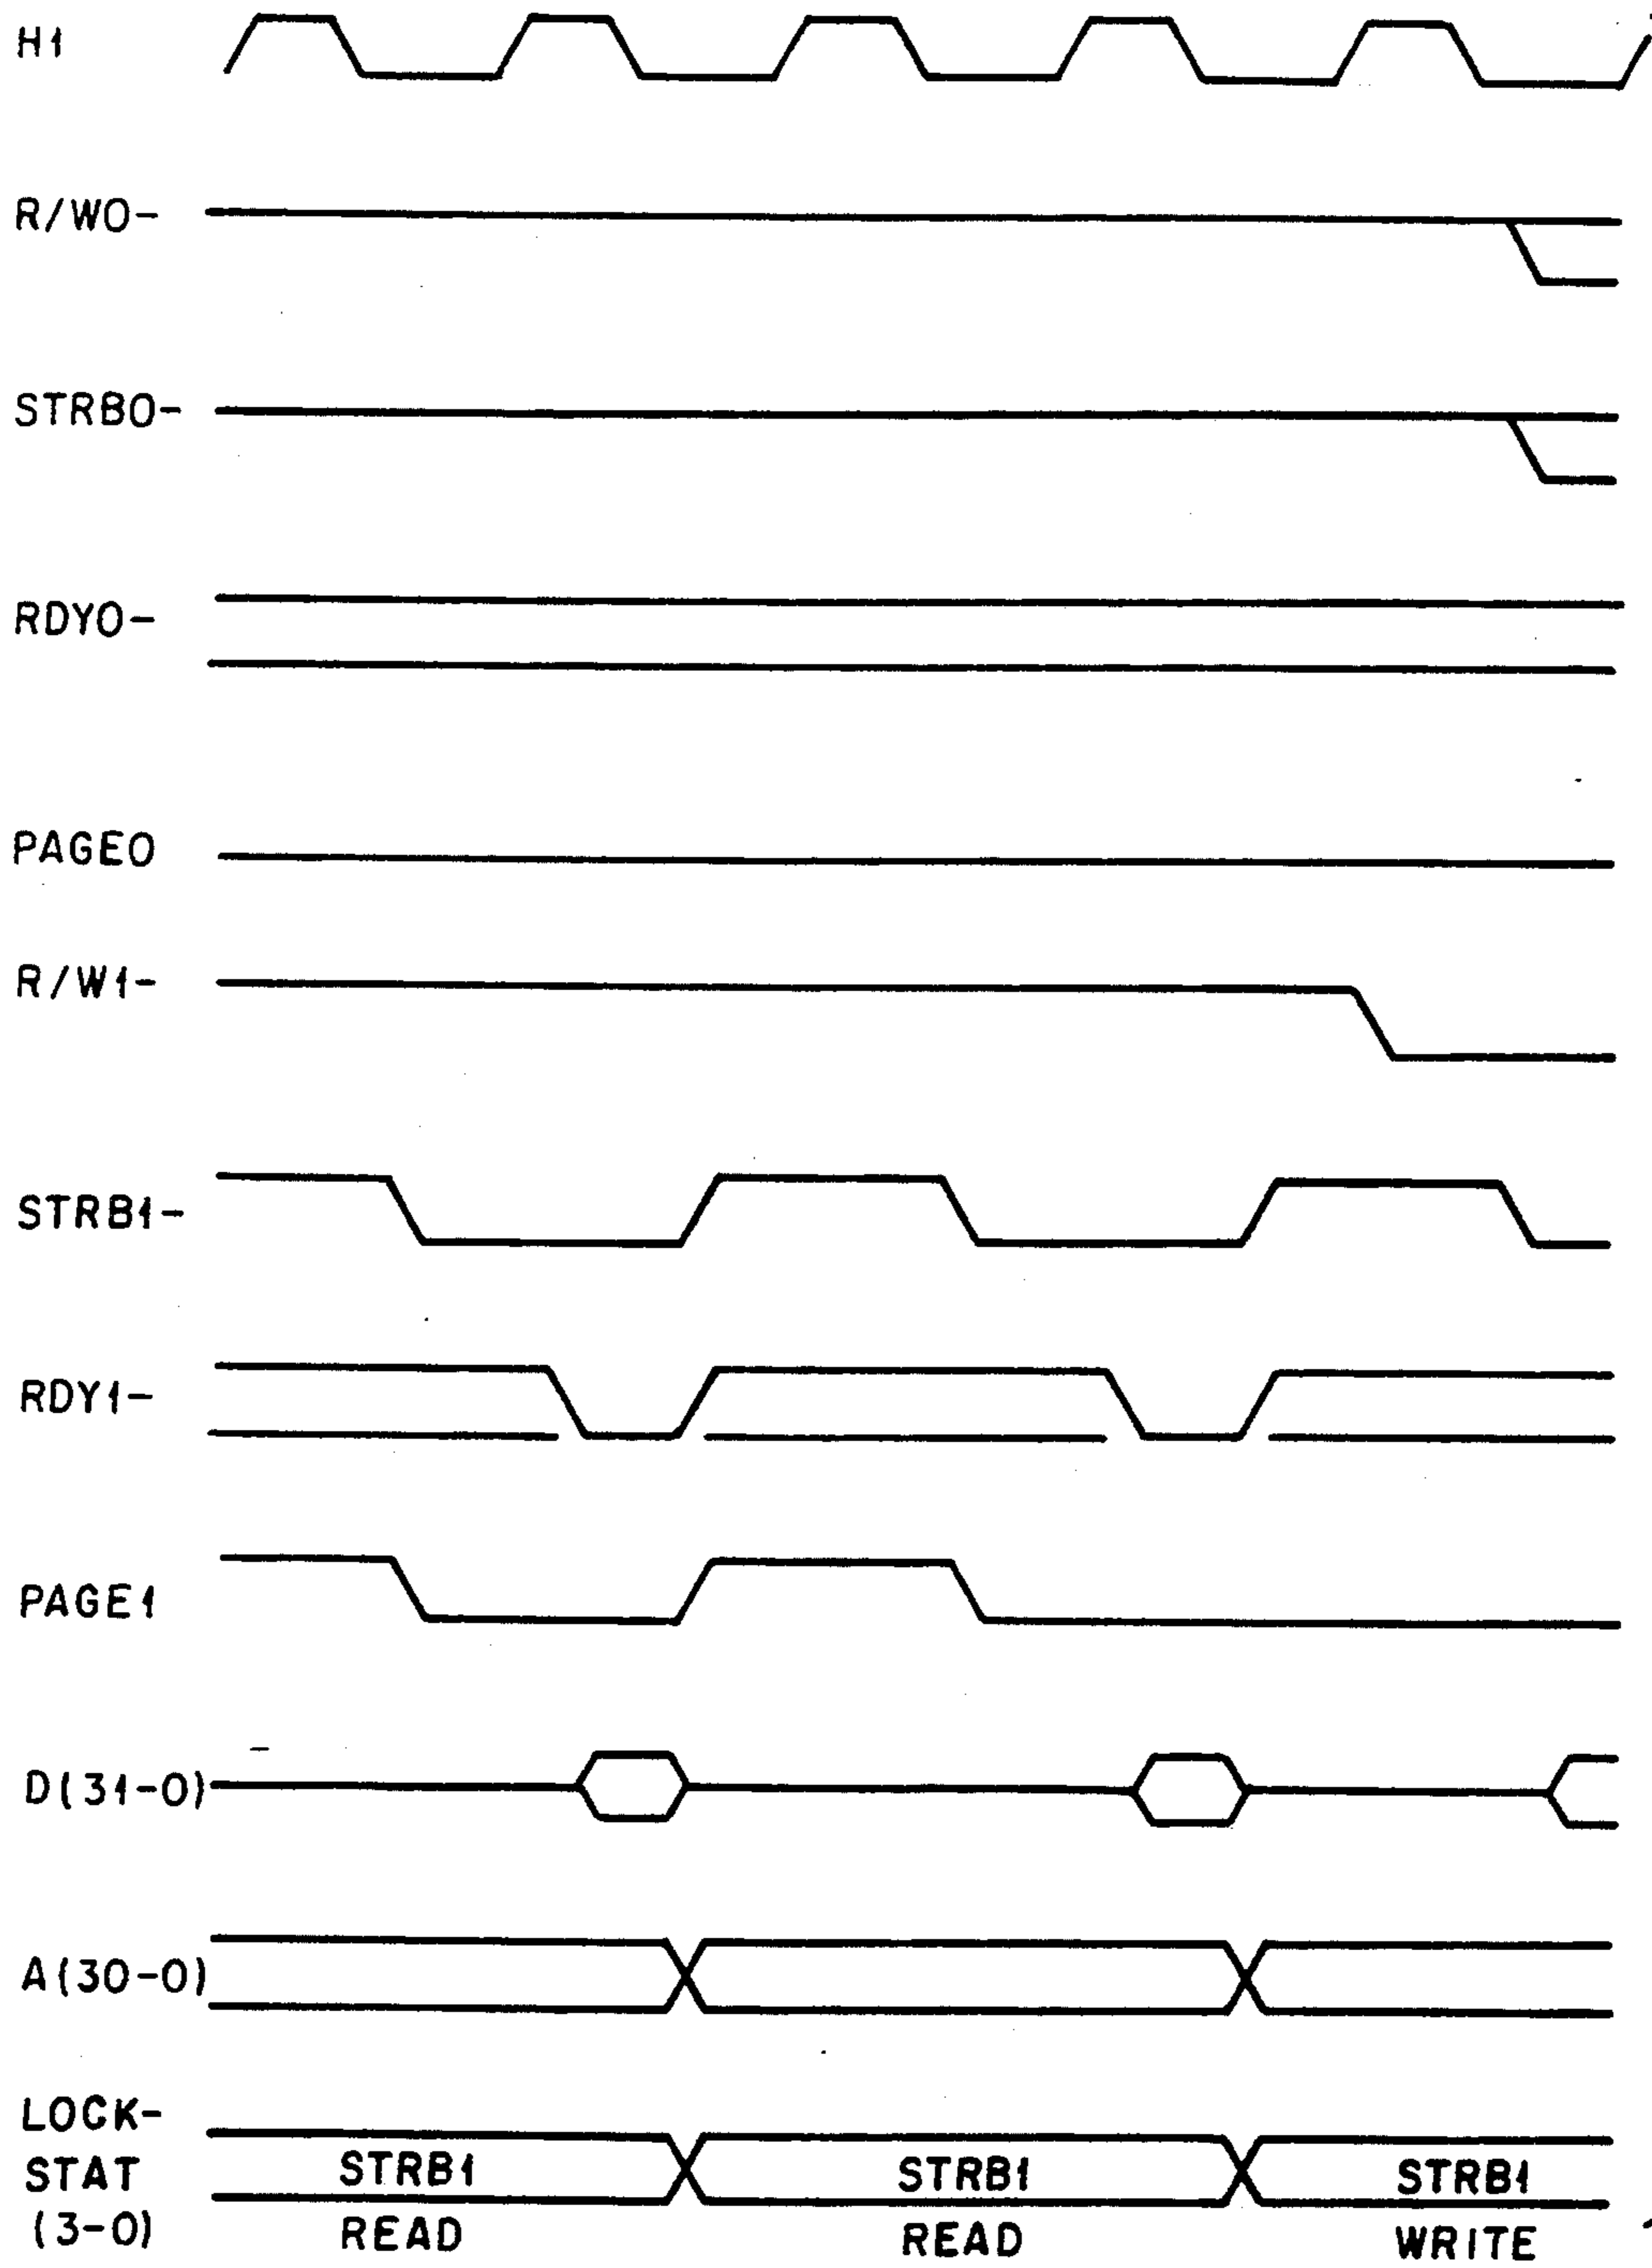 H1
R/W0-
STRB0-
RDY0-
PAGE0
R/W1-
STRB1-
RDY1-
PAGE1
D(31-0)
A(30-0)
LOCK-
STAT STRB1 STRB1 STRB1
(3-0) READ READ WRITE